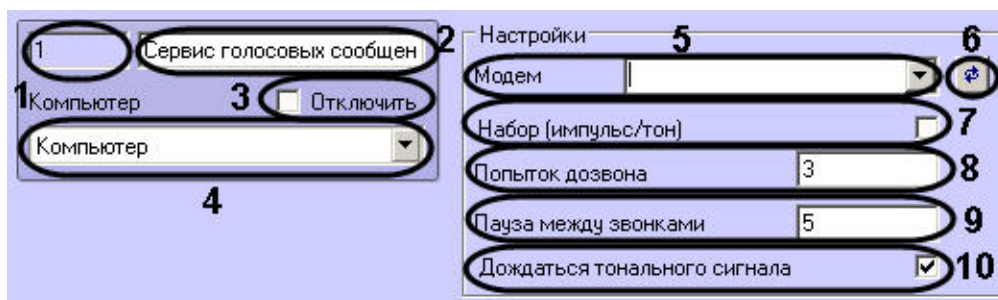 1 Сервис голосовых сообщен 2
1 Компьютер 3 Отключить
Компьютер
4
Настройки 5 6
Модем
Набор (импульс/тон) 7
Попыток дозвона 3 8
Пауза между звонками 5 9
Дождаться тонального сигнала 10